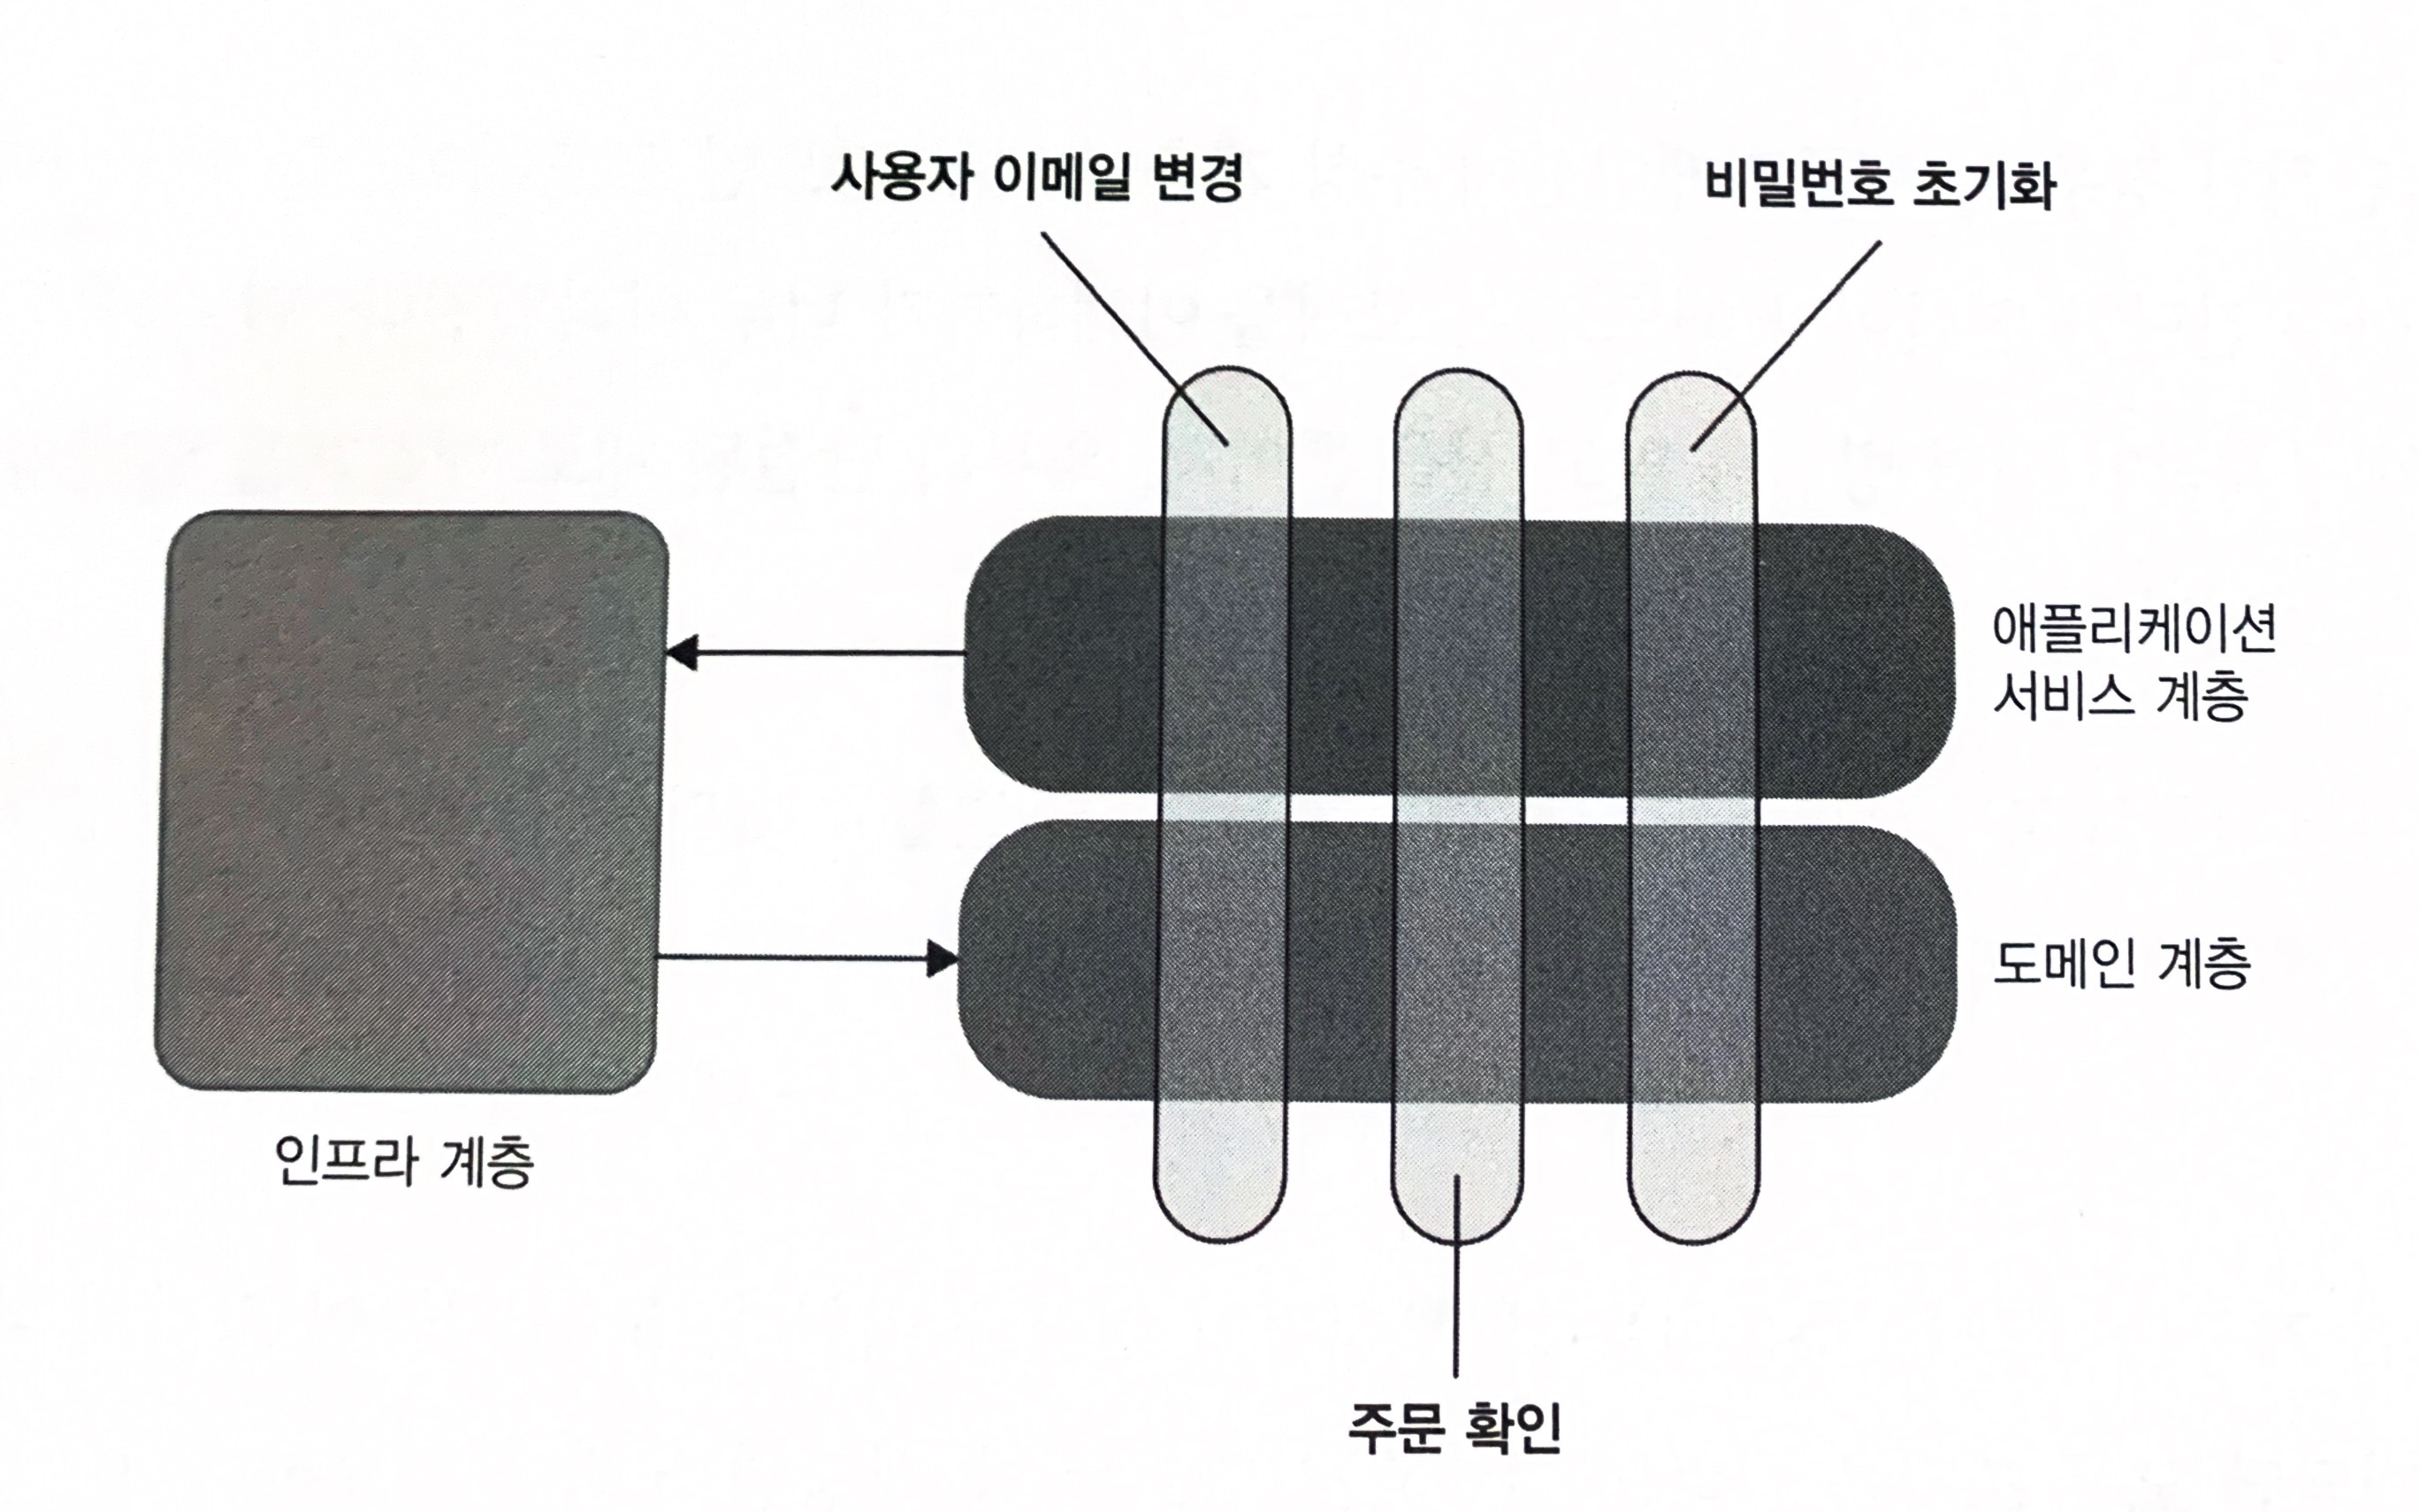 사용자 이메일 변경
비밀번호 초기화
애플리케이션
서비스 계층
도메인 계층
인프라 계층
주문 확인